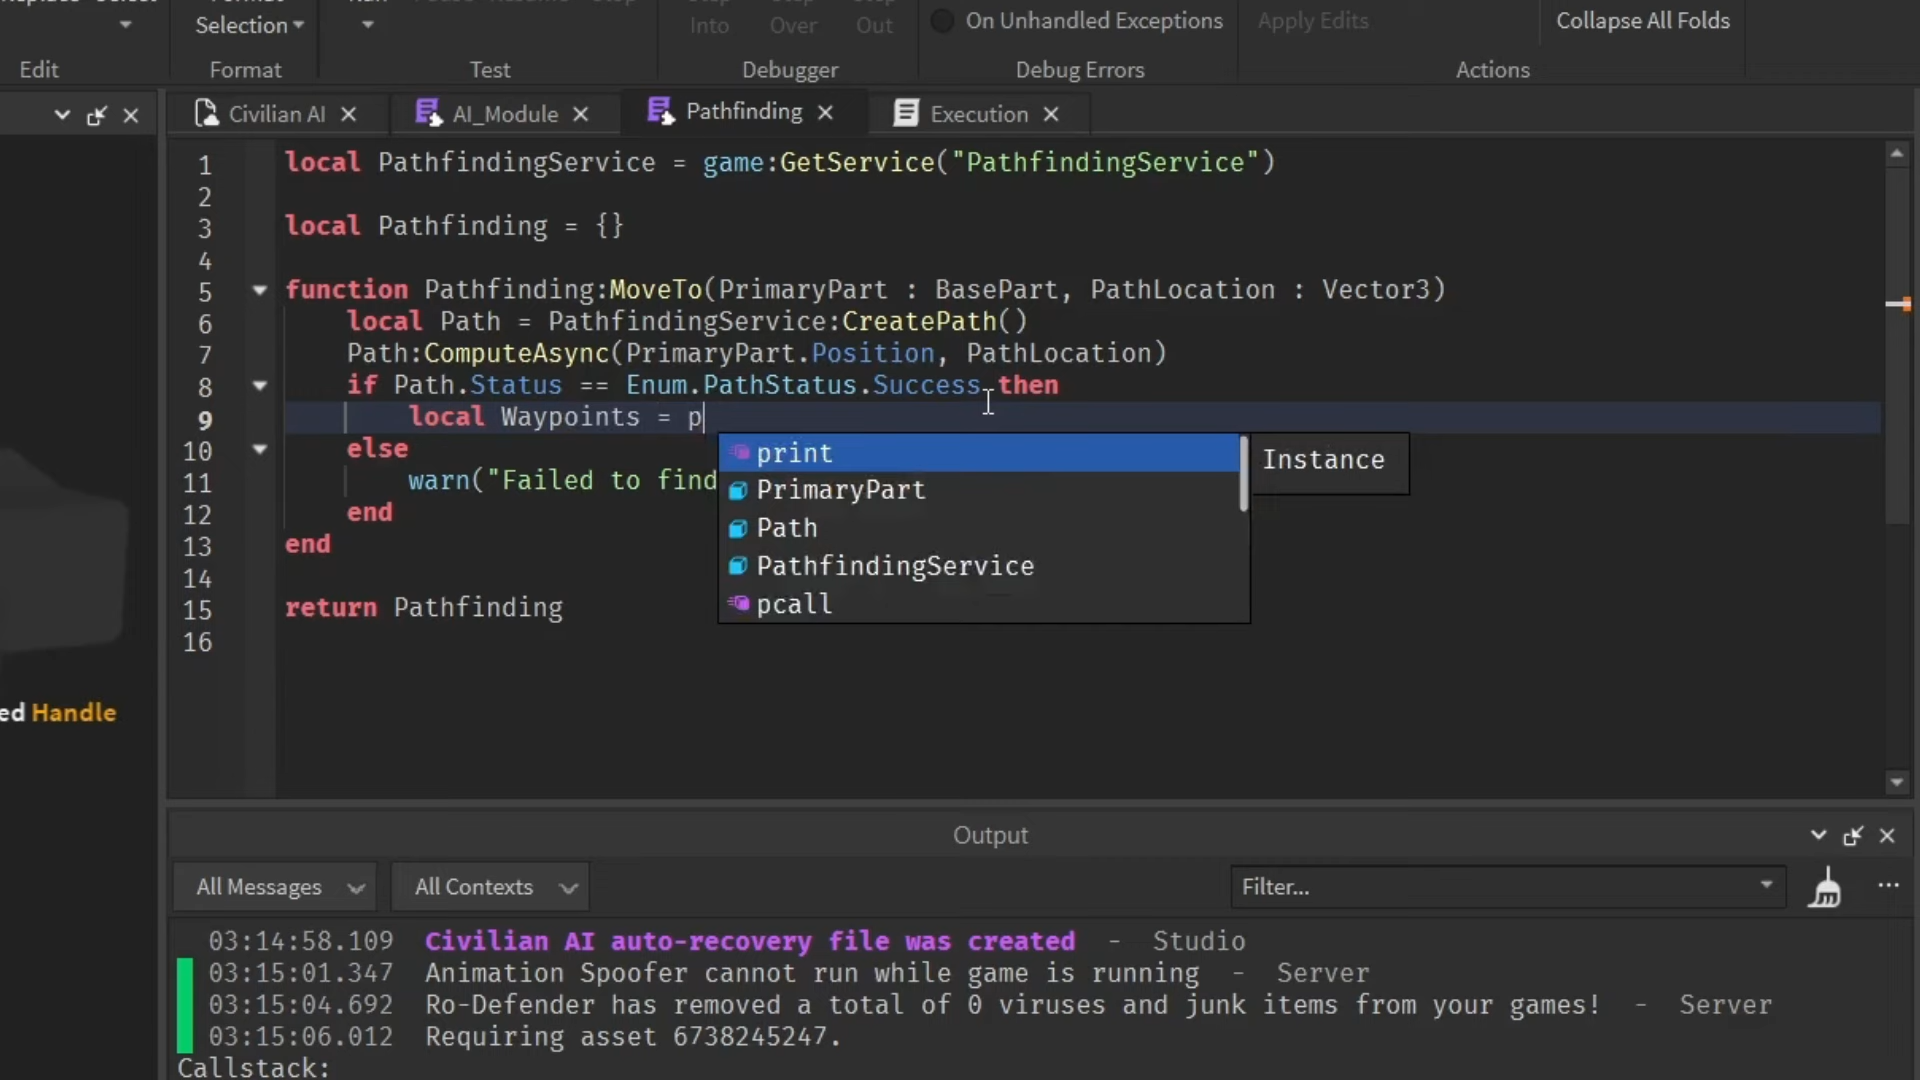 Selection
Into Over Out
On Unhandled Exceptions
Apply Edits
Collapse All Folds
Edit
Format
Test
Debugger
Debug Errors
Actions
Civilian AI
AI_Module
Pathfinding
Execution
1 local PathfindingService = game:GetService("PathfindingService")
2
3 local Pathfinding = {}
4
5 function Pathfinding:MoveTo(PrimaryPart : BasePart, PathLocation : Vector3)
6 local Path = PathfindingService:CreatePath()
7 Path:ComputeAsync(PrimaryPart.Position, PathLocation)
8 if Path.Status == Enum.PathStatus.Success then
9 local Waypoints = p
10 else
11 warn("Failed to find
12 end
13 end
14
15 return Pathfinding
16
print
PrimaryPart
Path
PathfindingService
pcall
Instance
ed Handle
Output
All Messages
All Contexts
Filter...
03:14:58.109 Civilian AI auto-recovery file was created - Studio
03:15:01.347 Animation Spoofer cannot run while game is running - Server
03:15:04.692 Ro-Defender has removed a total of 0 viruses and junk items from your games! - Server
03:15:06.012 Requiring asset 6738245247.
Callstack: